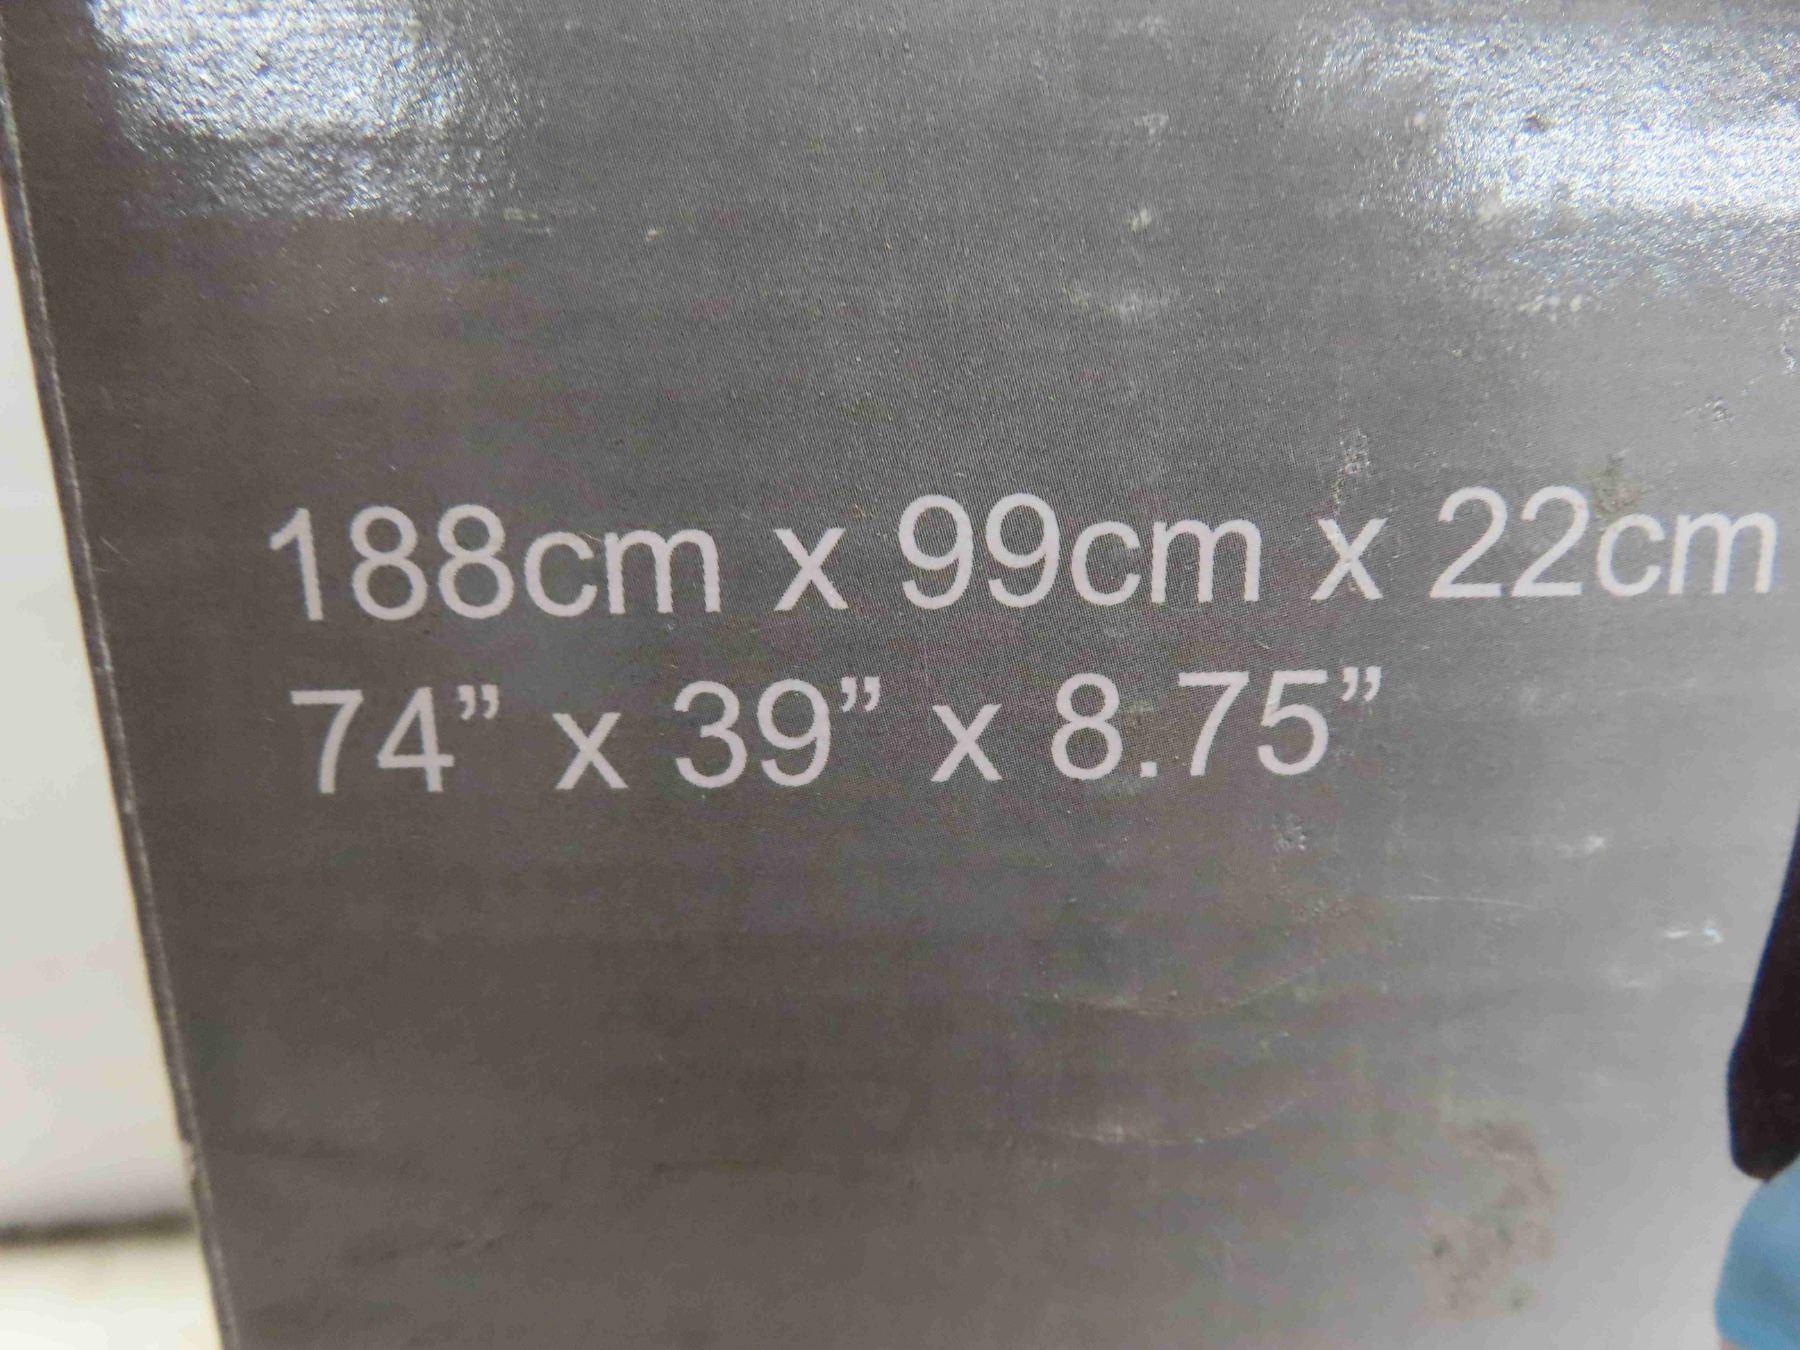 188cm x 99cm x 22cm
74” x 39” x 8.75”